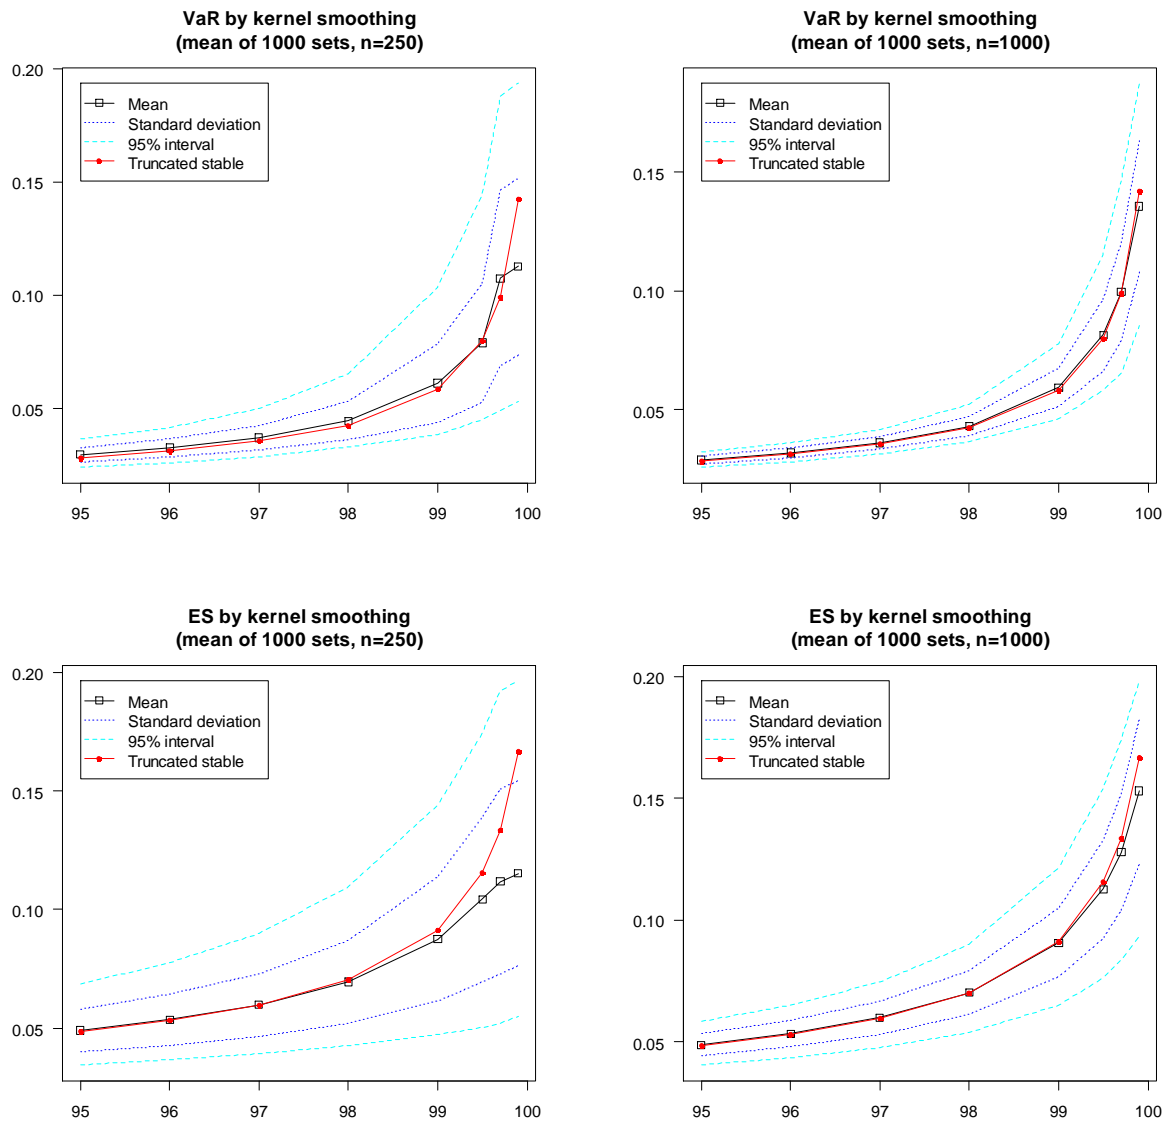 VaR by kernel smoothing
(mean of 1000 sets, n=250)
0.20
0.15
0.10
0.05
Mean
Standard deviation
95% interval
Truncated stable
95 96 97 98 99 100
VaR by kernel smoothing
(mean of 1000 sets, n=1000)
0.15
0.10
0.05
Mean
Standard deviation
95% interval
Truncated stable
95 96 97 98 99 100
ES by kernel smoothing
(mean of 1000 sets, n=250)
0.20
0.15
0.10
0.05
Mean
Standard deviation
95% interval
Truncated stable
95 96 97 98 99 100
ES by kernel smoothing
(mean of 1000 sets, n=1000)
0.20
0.15
0.10
0.05
Mean
Standard deviation
95% interval
Truncated stable
95 96 97 98 99 100